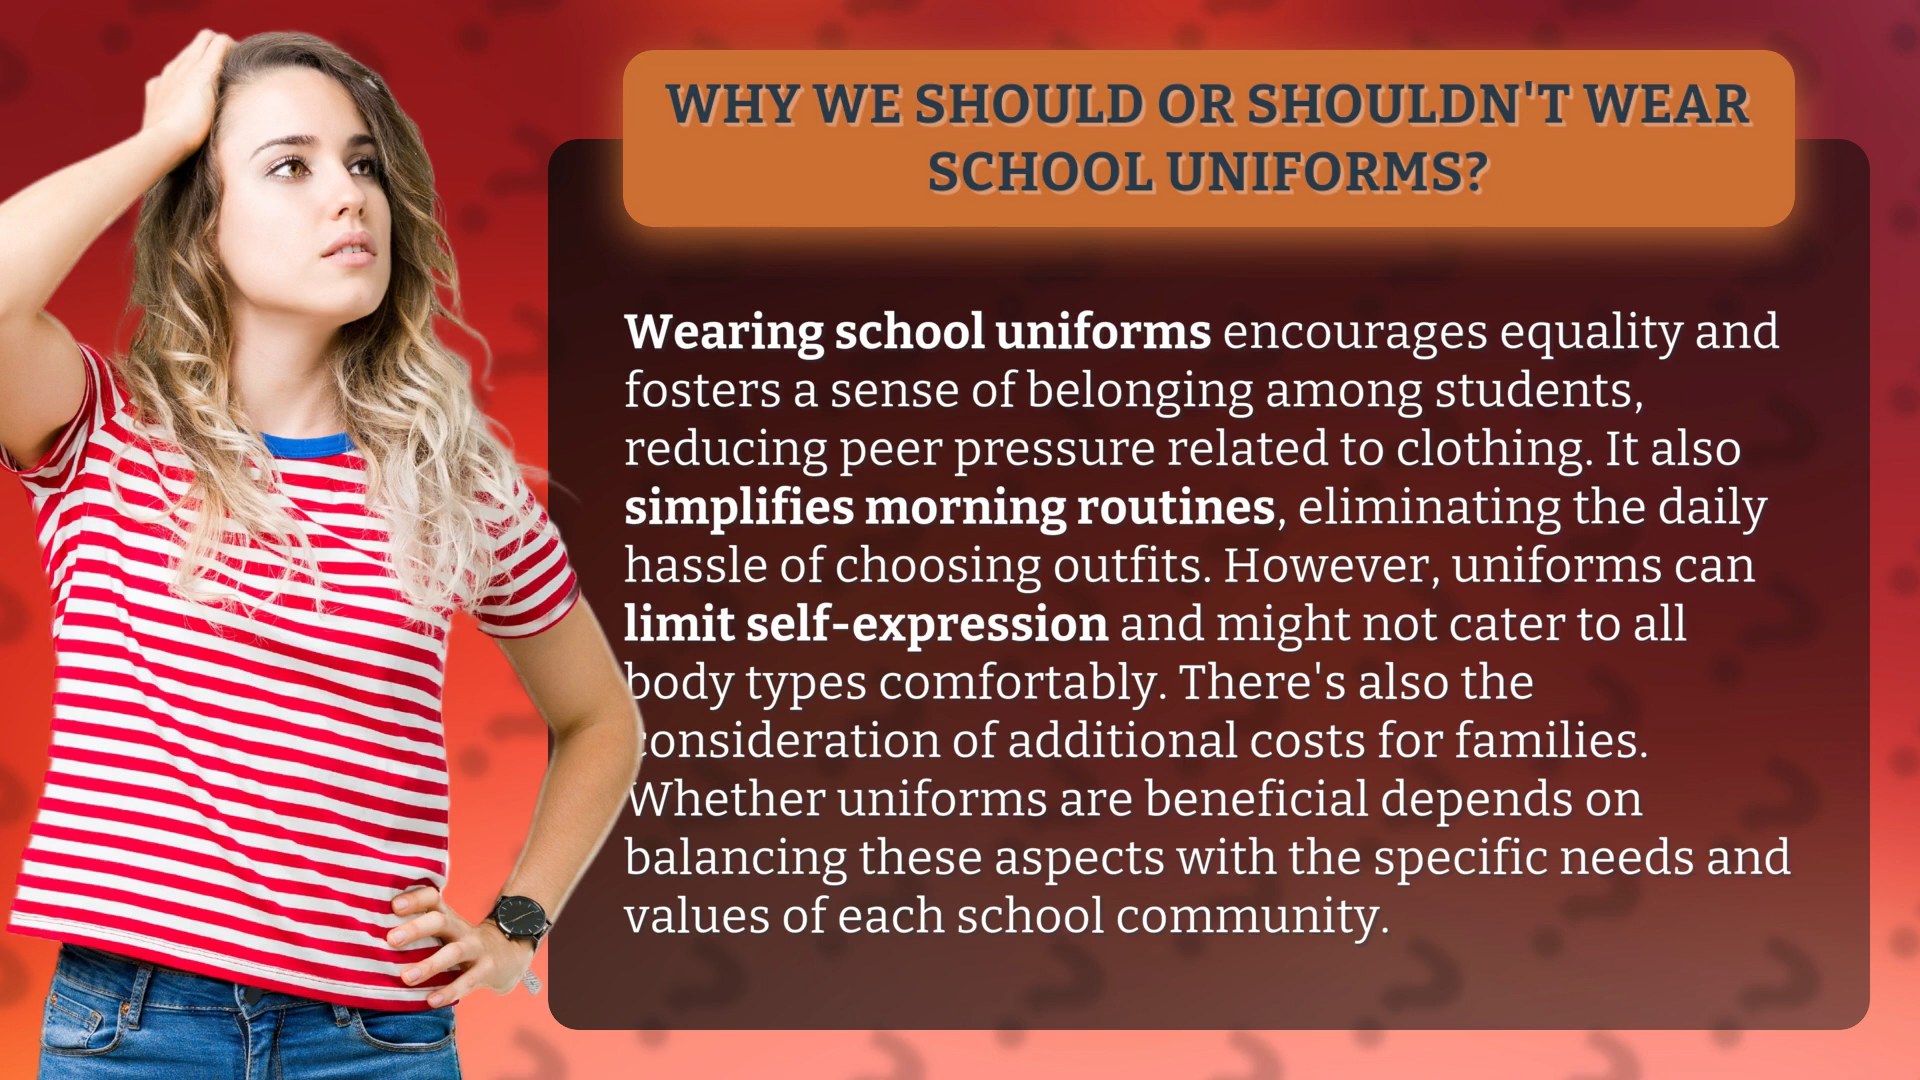 WHY WE SHOULD OR SHOULDN'T WEAR
SCHOOL UNIFORMS?
Wearing school uniforms encourages equality and
fosters a sense of belonging among students,
reducing peer pressure related to clothing. It also
simplifies morning routines, eliminating the daily
hassle of choosing outfits. However, uniforms can
limit self-expression and might not cater to all
body types comfortably. There's also the
consideration of additional costs for families.
Whether uniforms are beneficial depends on
balancing these aspects with the specific needs and
values of each school community.